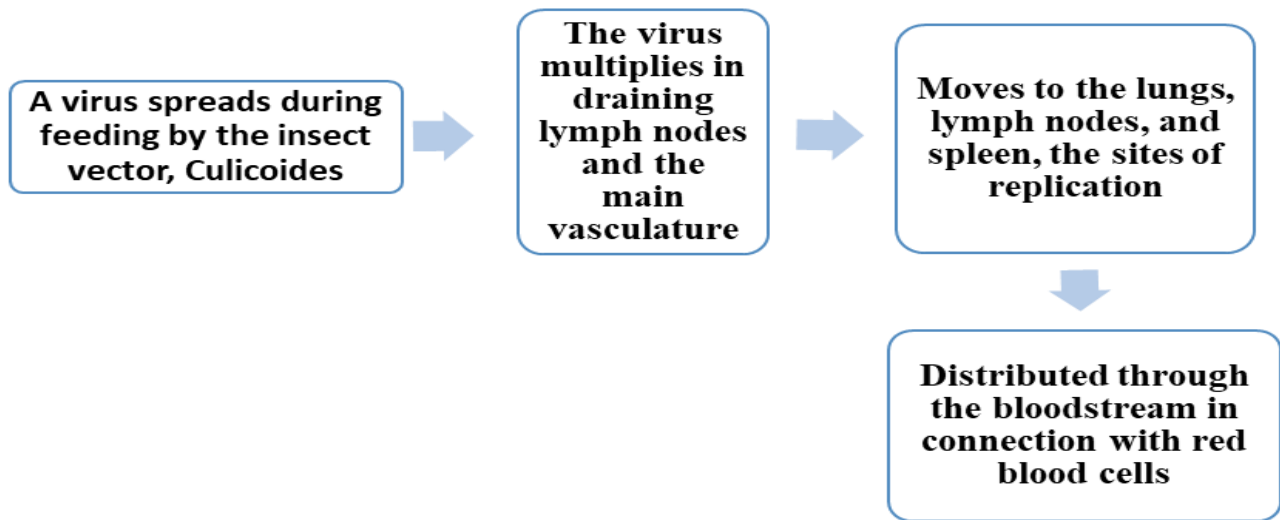 A virus spreads during
feeding by the insect
vector, Culicoides
The virus
multiplies in
draining
lymph nodes
and the
main
vasculature
Moves to the lungs,
lymph nodes, and
spleen, the sites of
replication
Distributed through
the bloodstream in
connection with red
blood cells